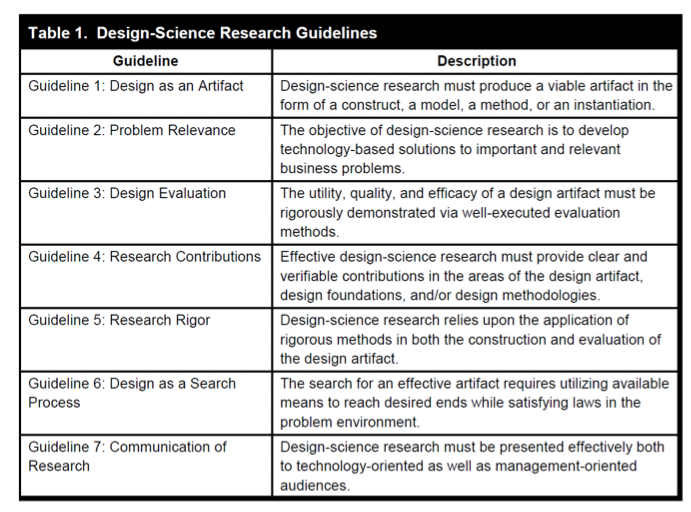 Table 1. Design-Science Research Guidelines
Guideline
Description
Guideline 1: Design as an Artifact
Design-science research must produce a viable artifact in the
form of a construct, a model, a method, or an instantiation.
Guideline 2: Problem Relevance
The objective of design-science research is to develop
technology-based solutions to important and relevant
business problems.
Guideline 3: Design Evaluation
The utility, quality, and efficacy of a design artifact must be
rigorously demonstrated via well-executed evaluation
methods.
Guideline 4: Research Contributions
Effective design-science research must provide clear and
verifiable contributions in the areas of the design artifact,
design foundations, and/or design methodologies.
Guideline 5: Research Rigor
Design-science research relies upon the application of
rigorous methods in both the construction and evaluation of
the design artifact.
Guideline 6: Design as a Search
Process
The search for an effective artifact requires utilizing available
means to reach desired ends while satisfying laws in the
problem environment.
Guideline 7: Communication of
Research
Design-science research must be presented effectively both
to technology-oriented as well as management-oriented
audiences.